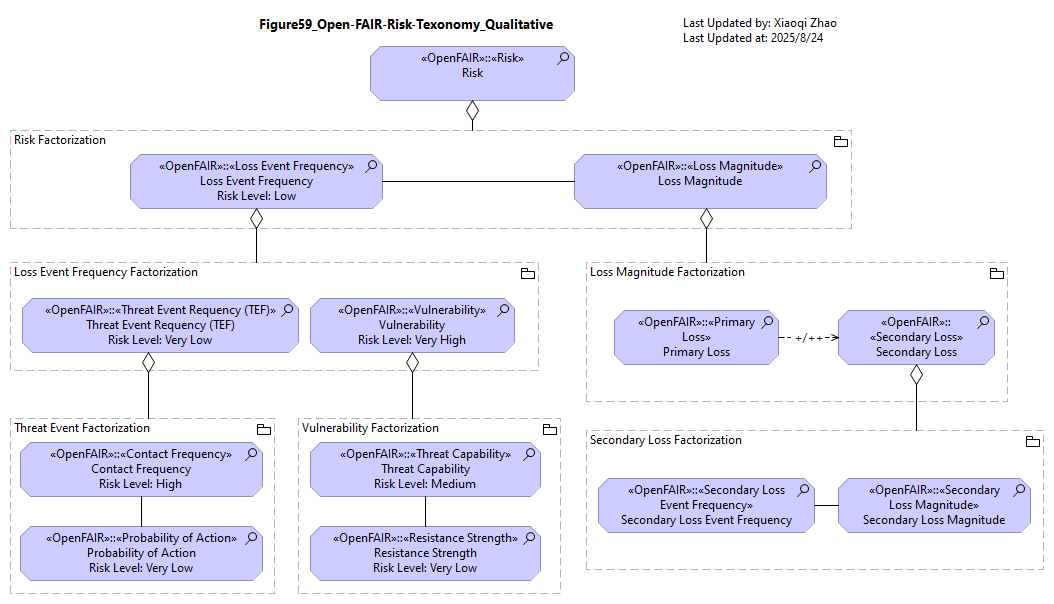 Figure59_Open-FAIR-Risk-Texonomy_Qualitative
Last Updated by: Xiaoqi Zhao
Last Updated at: 2025/8/24
«OpenFAIR»::«Risk»
Risk
Risk Factorization
«OpenFAIR»::«Loss Event Frequency»
Loss Event Frequency
Risk Level: Low
«OpenFAIR»::«Loss Magnitude»
Loss Magnitude
Loss Event Frequency Factorization
«OpenFAIR»::«Threat Event Requency (TEF)»
Threat Event Requency (TEF)
Risk Level: Very Low
«OpenFAIR»::«Vulnerability»
Vulnerability
Risk Level: Very High
Loss Magnitude Factorization
«OpenFAIR»::«Primary
Loss»
Primary Loss
+/++
«OpenFAIR»::
«Secondary Loss»
Secondary Loss
Threat Event Factorization
«OpenFAIR»::«Contact Frequency»
Contact Frequency
Risk Level: High
«OpenFAIR»::«Probability of Action»
Probability of Action
Risk Level: Very Low
Vulnerability Factorization
«OpenFAIR»::«Threat Capability»
Threat Capability
Risk Level: Medium
«OpenFAIR»::«Resistance Strength»
Resistance Strength
Risk Level: Very Low
Secondary Loss Factorization
«OpenFAIR»::«Secondary Loss
Event Frequency»
Secondary Loss Event Frequency
«OpenFAIR»::«Secondary
Loss Magnitude»
Secondary Loss Magnitude